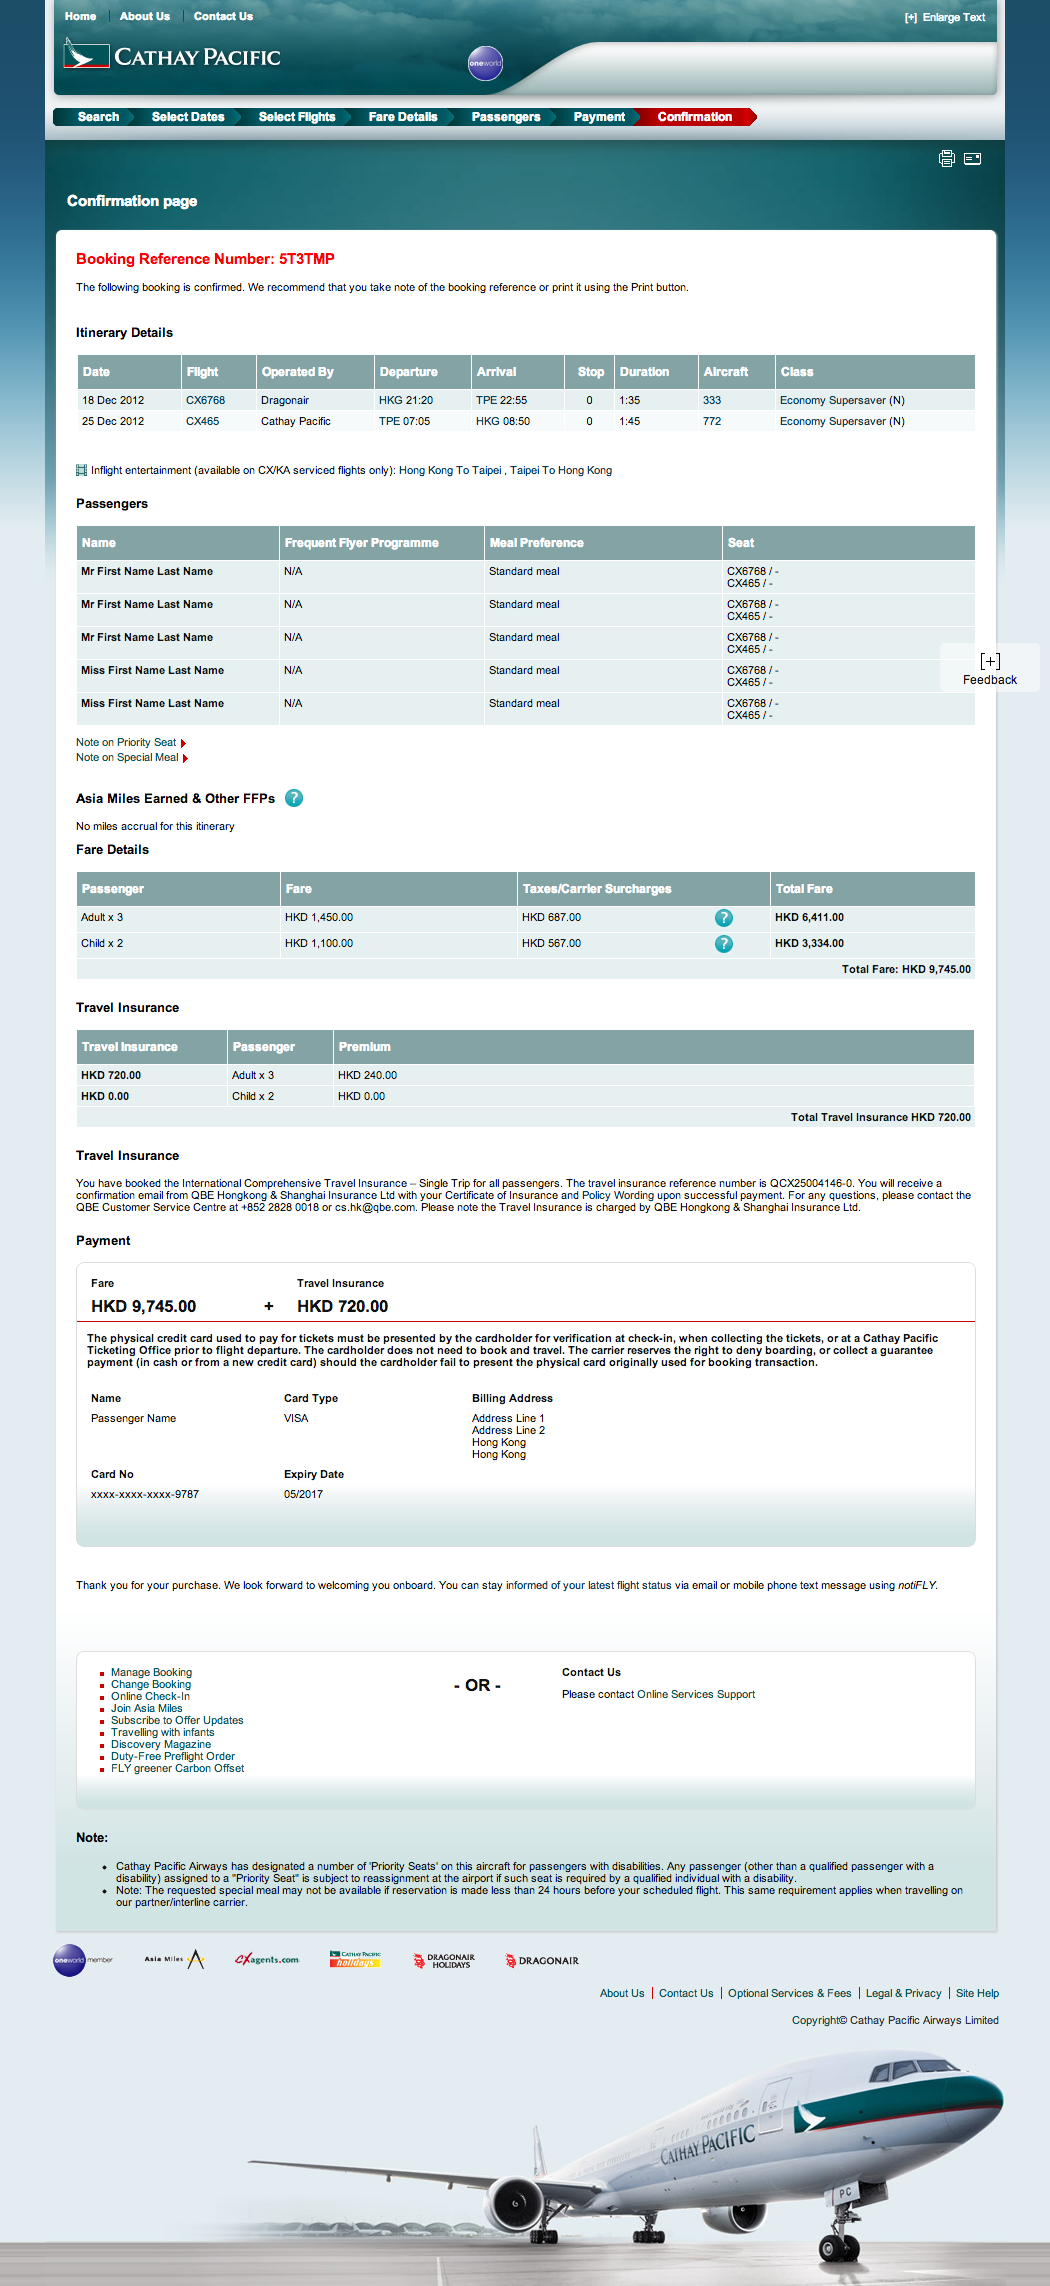 Home About Us Contact Us [+] Enlarge Text
CATHAY PACIFIC oneworld
Search Select Dates Select Flights Fare Details Passengers Payment Confirmation
Confirmation page
Booking Reference Number: 5T3TMP
The following booking is confirmed. We recommend that you take note of the booking reference or print it using the Print button.
Itinerary Details
Date Flight Operated By Departure Arrival Stop Duration Aircraft Class
18 Dec 2012 CX6768 Dragonair HKG 21:20 TPE 22:55 0 1:35 333 Economy Supersaver (N)
25 Dec 2012 CX465 Cathay Pacific TPE 07:05 HKG 08:50 0 1:45 772 Economy Supersaver (N)
Inflight entertainment (available on CX/KA serviced flights only): Hong Kong To Taipei , Taipei To Hong Kong
Passengers
Name Frequent Flyer Programme Meal Preference Seat
Mr First Name Last Name N/A Standard meal CX6768 / -
CX465 / -
Mr First Name Last Name N/A Standard meal CX6768 / -
CX465 / -
Mr First Name Last Name N/A Standard meal CX6768 / -
CX465 / -
Miss First Name Last Name N/A Standard meal CX6768 / -
CX465 / -
Miss First Name Last Name N/A Standard meal CX6768 / -
CX465 / -
[+]
Feedback
Note on Priority Seat
Note on Special Meal
Asia Miles Earned & Other FFPs ?
No miles accrual for this itinerary
Fare Details
Passenger Fare Taxes/Carrier Surcharges Total Fare
Adult x 3 HKD 1,450.00 HKD 687.00 ? HKD 6,411.00
Child x 2 HKD 1,100.00 HKD 567.00 ? HKD 3,334.00
Total Fare: HKD 9,745.00
Travel Insurance
Travel Insurance Passenger Premium
HKD 720.00 Adult x 3 HKD 240.00
HKD 0.00 Child x 2 HKD 0.00
Total Travel Insurance HKD 720.00
Travel Insurance
You have booked the International Comprehensive Travel Insurance – Single Trip for all passengers. The travel insurance reference number is QCX25004146-0. You will receive a
confirmation email from QBE Hongkong & Shanghai Insurance Ltd with your Certificate of Insurance and Policy Wording upon successful payment. For any questions, please contact the
QBE Customer Service Centre at +852 2828 0018 or cs.hk@qbe.com. Please note the Travel Insurance is charged by QBE Hongkong & Shanghai Insurance Ltd.
Payment
Fare Travel Insurance
HKD 9,745.00 + HKD 720.00
The physical credit card used to pay for tickets must be presented by the cardholder for verification at check-in, when collecting the tickets, or at a Cathay Pacific
Ticketing Office prior to flight departure. The cardholder does not need to book and travel. The carrier reserves the right to deny boarding, or collect a guarantee
payment (in cash or from a new credit card) should the cardholder fail to present the physical card originally used for booking transaction.
Name Card Type Billing Address
Passenger Name VISA Address Line 1
Address Line 2
Hong Kong
Hong Kong
Card No Expiry Date
xxxx-xxxx-xxxx-9787 05/2017
Thank you for your purchase. We look forward to welcoming you onboard. You can stay informed of your latest flight status via email or mobile phone text message using notiFLY.
Manage Booking
Change Booking
Online Check-In
Join Asia Miles
Subscribe to Offer Updates
Travelling with infants
Discovery Magazine
Duty-Free Preflight Order
FLY greener Carbon Offset
- OR -
Contact Us
Please contact Online Services Support
Note:
Cathay Pacific Airways has designated a number of 'Priority Seats' on this aircraft for passengers with disabilities. Any passenger (other than a qualified passenger with a
disability) assigned to a "Priority Seat" is subject to reassignment at the airport if such seat is required by a qualified individual with a disability.
Note: The requested special meal may not be available if reservation is made less than 24 hours before your scheduled flight. This same requirement applies when travelling on
our partner/interline carrier.
oneworld member Asia Miles CXagents.com CATHAY PACIFIC holidays DRAGONAIR HOLIDAYS DRAGONAIR
About Us Contact Us Optional Services & Fees Legal & Privacy Site Help
Copyright© Cathay Pacific Airways Limited
CATHAY PACIFIC
PC